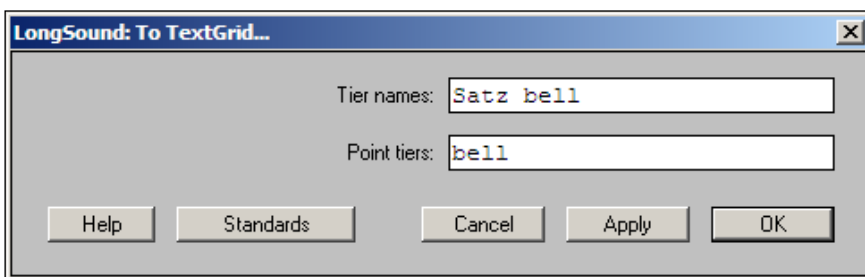 LongSound: To TextGrid...
Tier names: Satz bell
Point tiers: bell
Help Standards Cancel Apply OK